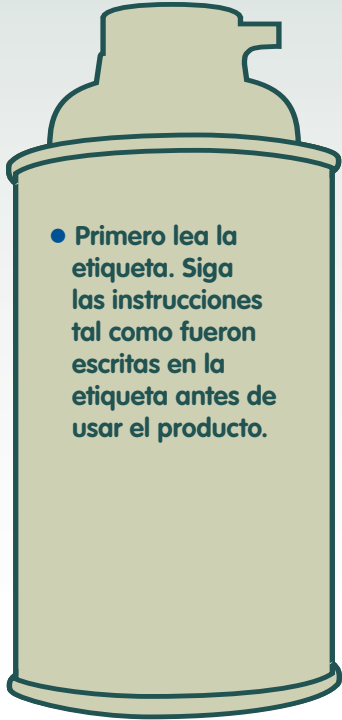 • Primero lea la
etiqueta. Siga
las instrucciones
tal como fueron
escritas en la
etiqueta antes de
usar el producto.